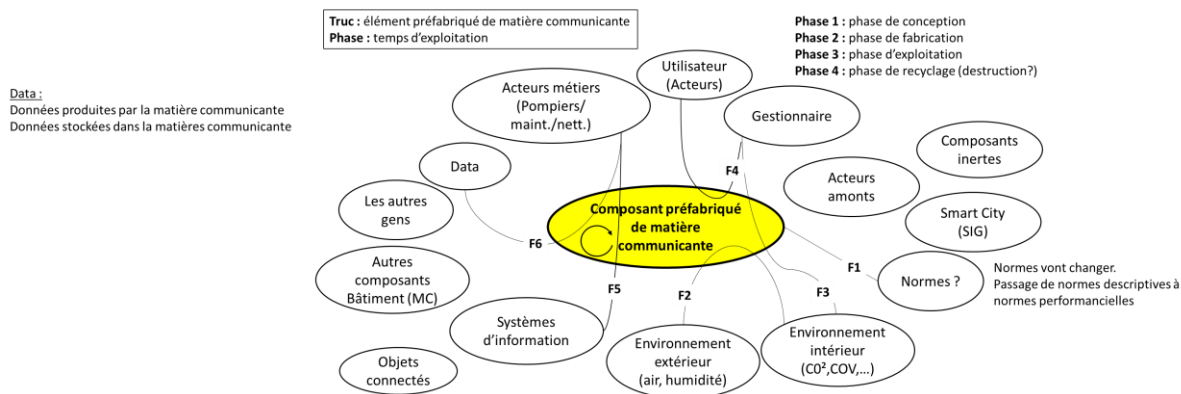 Truc : élément préfabriqué de matière communicante
Phase : temps d'exploitation
Phase 1 : phase de conception
Phase 2 : phase de fabrication
Phase 3 : phase d'exploitation
Phase 4 : phase de recyclage (destruction?)
Data :
Données produites par la matière communicante
Données stockées dans la matières communicante
Utilisateur
(Acteurs)
Acteurs métiers
(Pompiers/
maint./nett.)
Gestionnaire
Composants
inertes
Data
F4
Acteurs
amonts
Les autres
gens
Composant préfabriqué
de matière
communicante
Smart City
(SIG)
F6
F1
Autres
composants
Bâtiment (MC)
Normes ?
Normes vont changer.
Passage de normes descriptives à
normes performancielles
F5
F2
F3
Systèmes
d'information
Environnement
extérieur
(air, humidité)
Environnement
intérieur
(C0²,COV,...)
Objets
connectés